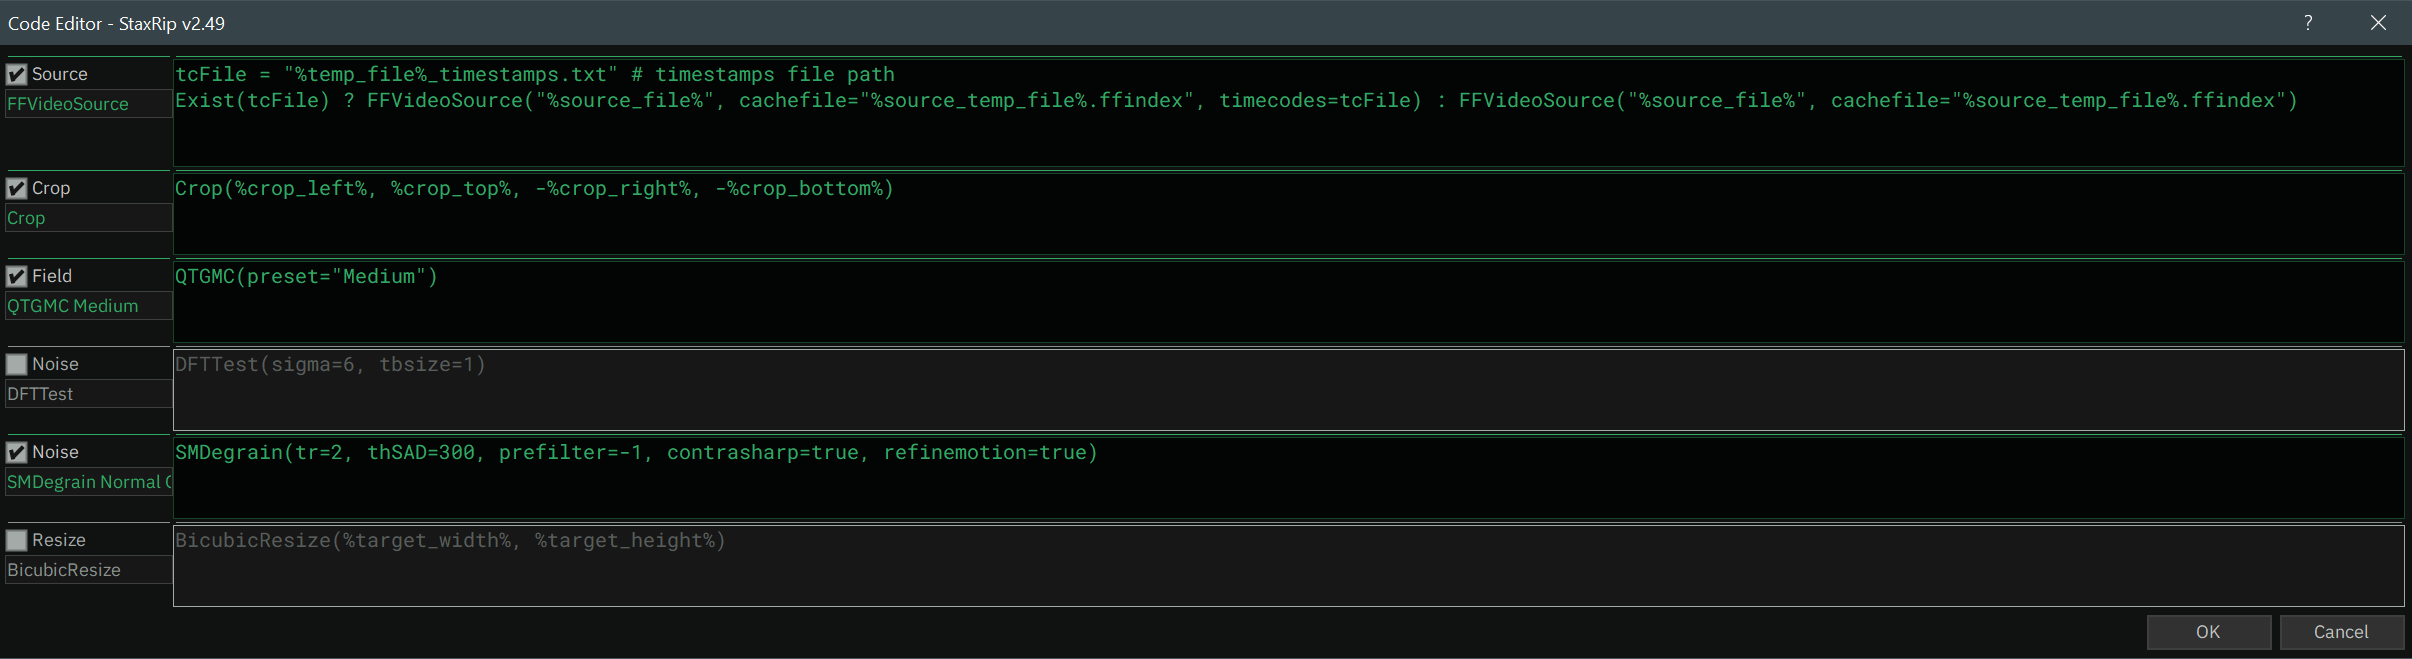 Code Editor - StaxRip v2.49
?
Source
FFVideoSource
tcFile = "%temp_file%_timestamps.txt" # timestamps file path
Exist(tcFile) ? FFVideoSource("%source_file%", cachefile="%source_temp_file%.ffindex", timecodes=tcFile) : FFVideoSource("%source_file%", cachefile="%source_temp_file%.ffindex")
Crop
Crop
Crop(%crop_left%, %crop_top%, -%crop_right%, -%crop_bottom%)
Field
QTGMC Medium
QTGMC(preset="Medium")
Noise
DFTTest
DFTTest(sigma=6, tbsize=1)
Noise
SMDegrain Normal
SMDegrain(tr=2, thSAD=300, prefilter=-1, contrasharp=true, refinemotion=true)
Resize
BicubicResize
BicubicResize(%target_width%, %target_height%)
OK
Cancel